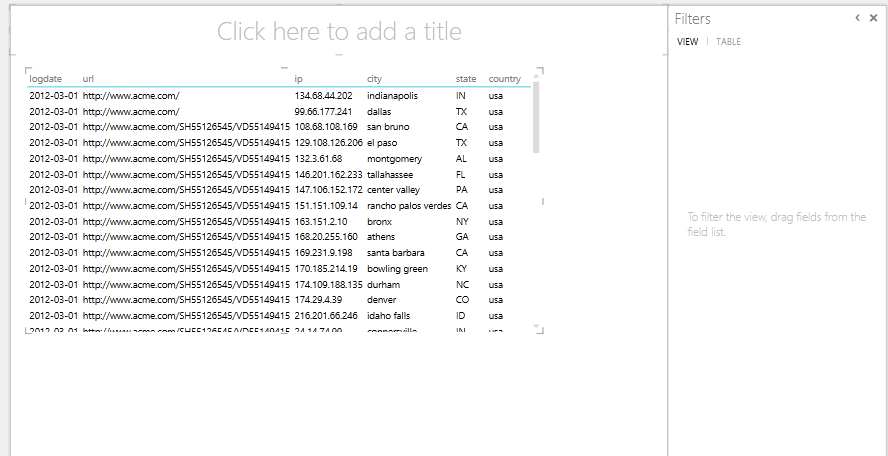 Click here to add a title
Filters
VIEW | TABLE
logdate url ip city state country
2012-03-01 http://www.acme.com/ 134.68.44.202 indianapolis IN usa
2012-03-01 http://www.acme.com/ 99.66.177.241 dallas TX usa
2012-03-01 http://www.acme.com/SH55126545/VD55149415 108.68.108.169 san bruno CA usa
2012-03-01 http://www.acme.com/SH55126545/VD55149415 129.108.126.206 el paso TX usa
2012-03-01 http://www.acme.com/SH55126545/VD55149415 132.3.61.68 montgomery AL usa
2012-03-01 http://www.acme.com/SH55126545/VD55149415 146.201.162.233 tallahassee FL usa
2012-03-01 http://www.acme.com/SH55126545/VD55149415 147.106.152.172 center valley PA usa
2012-03-01 http://www.acme.com/SH55126545/VD55149415 151.151.109.14 rancho palos verdes CA usa
2012-03-01 http://www.acme.com/SH55126545/VD55149415 163.151.2.10 bronx NY usa
2012-03-01 http://www.acme.com/SH55126545/VD55149415 168.20.255.160 athens GA usa
2012-03-01 http://www.acme.com/SH55126545/VD55149415 169.231.9.198 santa barbara CA usa
2012-03-01 http://www.acme.com/SH55126545/VD55149415 170.185.214.19 bowling green KY usa
2012-03-01 http://www.acme.com/SH55126545/VD55149415 174.109.188.135 durham NC usa
2012-03-01 http://www.acme.com/SH55126545/VD55149415 174.29.4.39 denver CO usa
2012-03-01 http://www.acme.com/SH55126545/VD55149415 216.201.66.246 idaho falls ID usa
2012-03-01 http://www.acme.com/SH55126545/VD55149415 24.14.74.99 connersville IN usa
To filter the view, drag fields from the
field list.